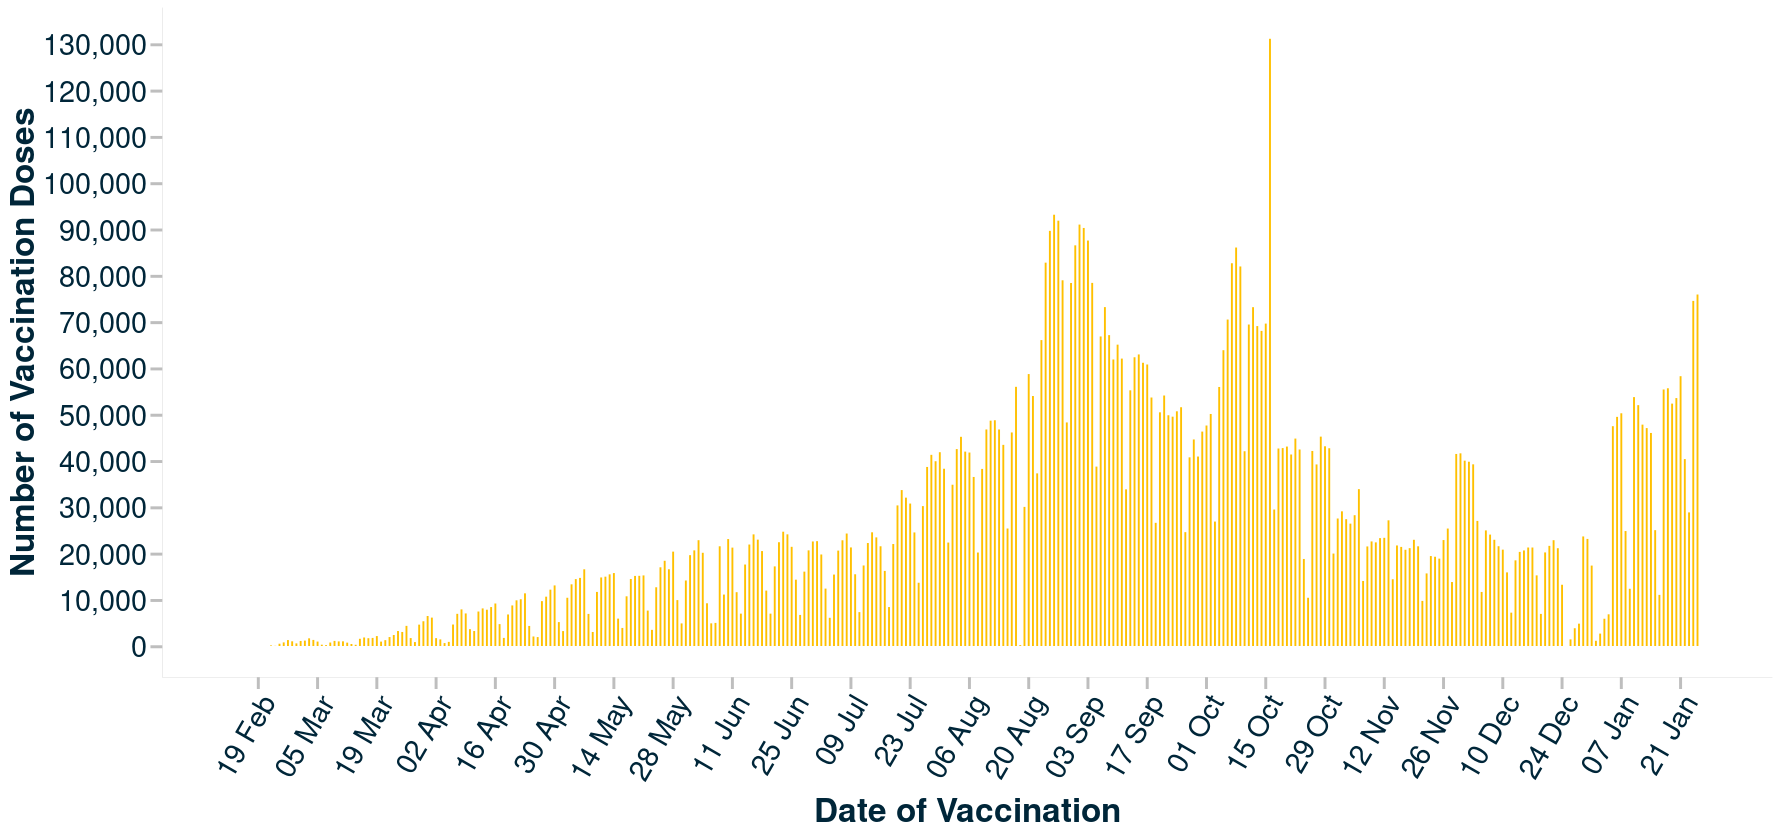 Number of Vaccination Doses
130,000
120,000
110,000
100,000
90,000
80,000
70,000
60,000
50,000
40,000
30,000
20,000
10,000
0
19 Feb
05 Mar
19 Mar
02 Apr
16 Apr
30 Apr
14 May
28 May
11 Jun
25 Jun
09 Jul
23 Jul
06 Aug
20 Aug
03 Sep
17 Sep
01 Oct
15 Oct
29 Oct
12 Nov
26 Nov
10 Dec
24 Dec
07 Jan
21 Jan
Date of Vaccination